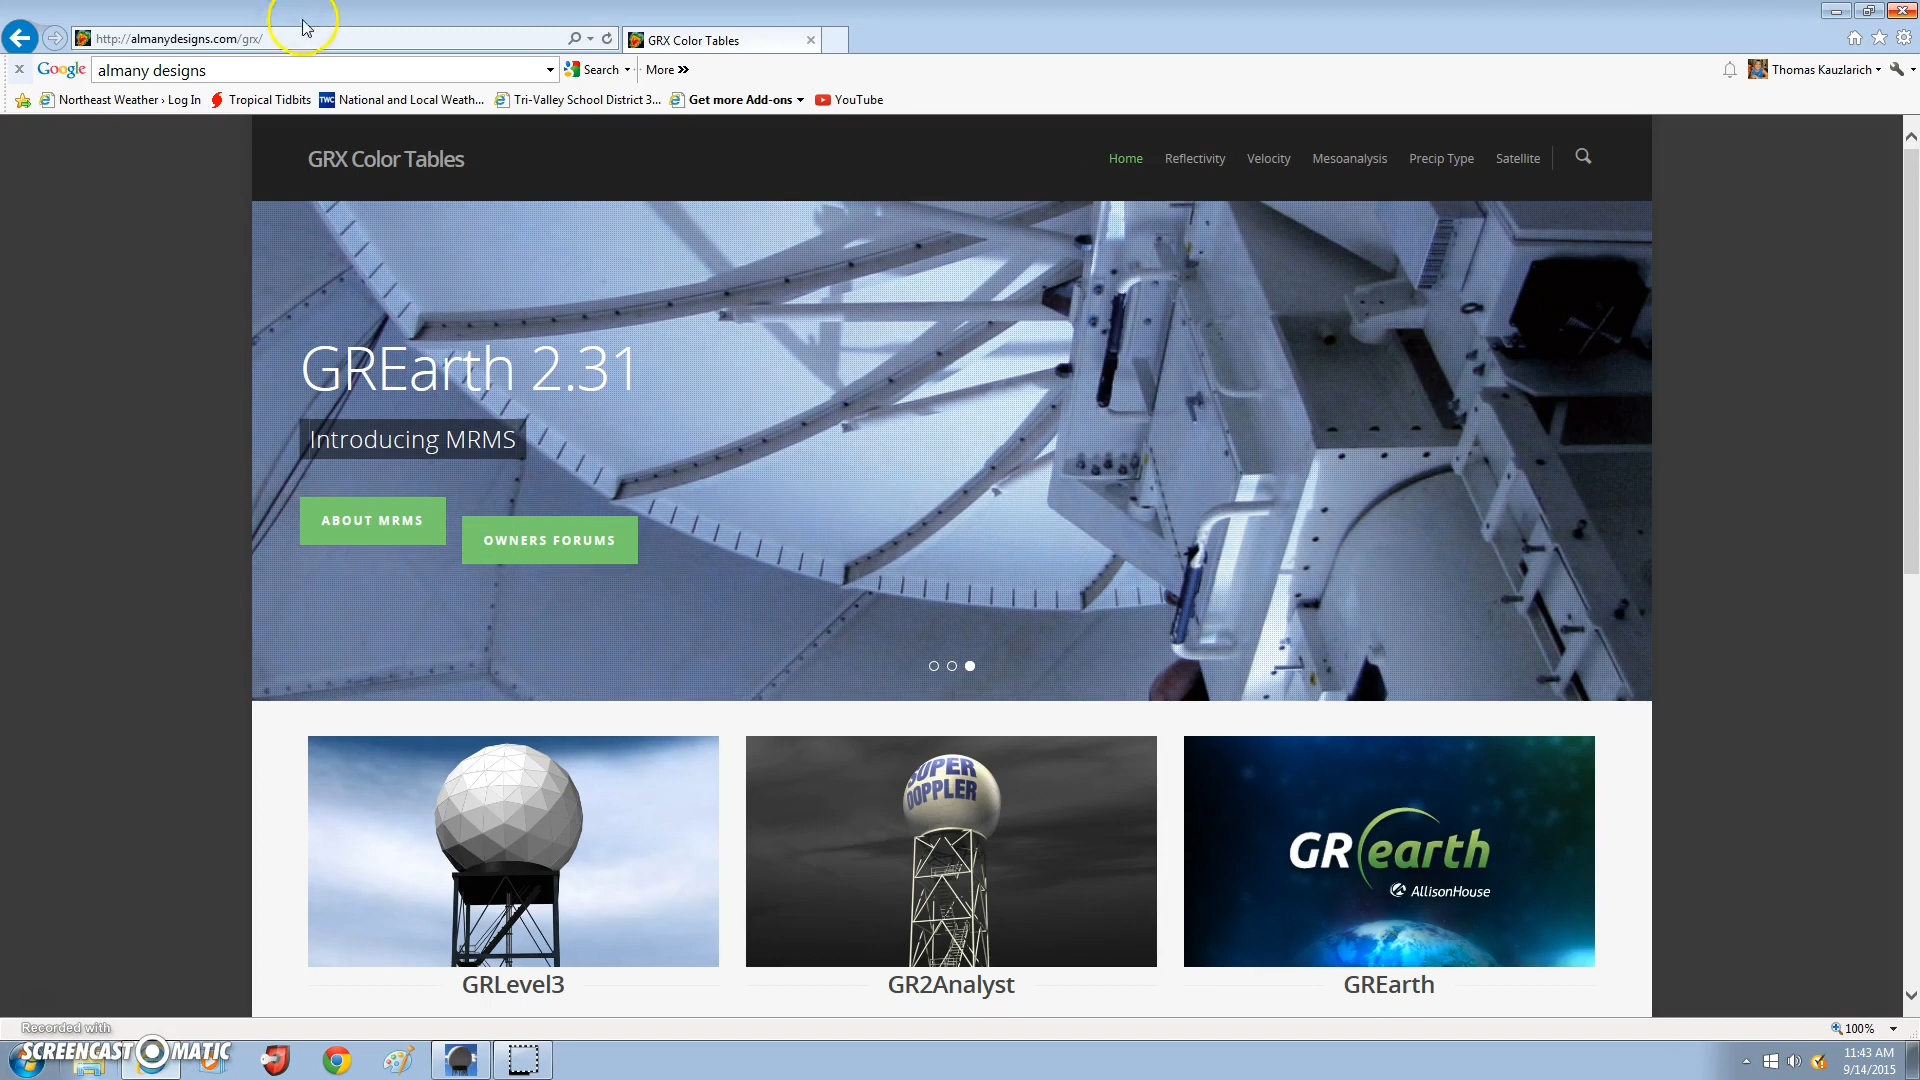 http://almanydesigns.com/grx/
GRX Color Tables
Google
almany designs
Search
More
Thomas Kauzlarich
Northeast Weather › Log In
Tropical Tidbits
TWC
National and Local Weath...
Tri-Valley School District 3...
Get more Add-ons
YouTube
GRX Color Tables
Home
Reflectivity
Velocity
Mesoanalysis
Precip Type
Satellite
GREarth 2.31
Introducing MRMS
ABOUT MRMS
OWNERS FORUMS
SUPER
DOPPLER
GRearth
AllisonHouse
GRLevel3
GR2Analyst
GREarth
Recorded with
SCREENCAST O MATIC
100%
11:43 AM
9/14/2015